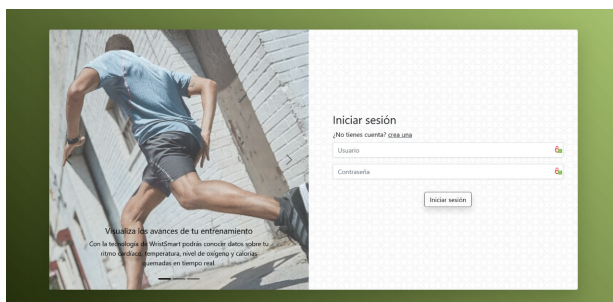 Visualiza los avances de tu entrenamiento
Con la tecnología de WristSmart podrás conocer datos sobre tu
ritmo cardíaco, temperatura, nivel de oxígeno y calorías
quemadas en tiempo real
Iniciar sesión
¿No tienes cuenta? crea una
Usuario
Contraseña
Iniciar sesión